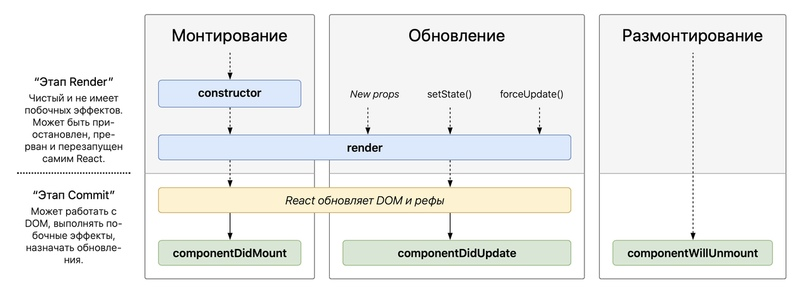 Монтирование
Обновление
Размонтирование
“Этап Render”
Чистый и не имеет
побочных эффектов.
Может быть при-
остановлен, пре-
рван и перезапущен
самим React.
constructor
New props
setState()
forceUpdate()
render
“Этап Commit”
Может работать с
DOM, выполнять по-
бочные эффекты,
назначать обновле-
ния.
React обновляет DOM и рефы
componentDidMount
componentDidUpdate
componentWillUnmount